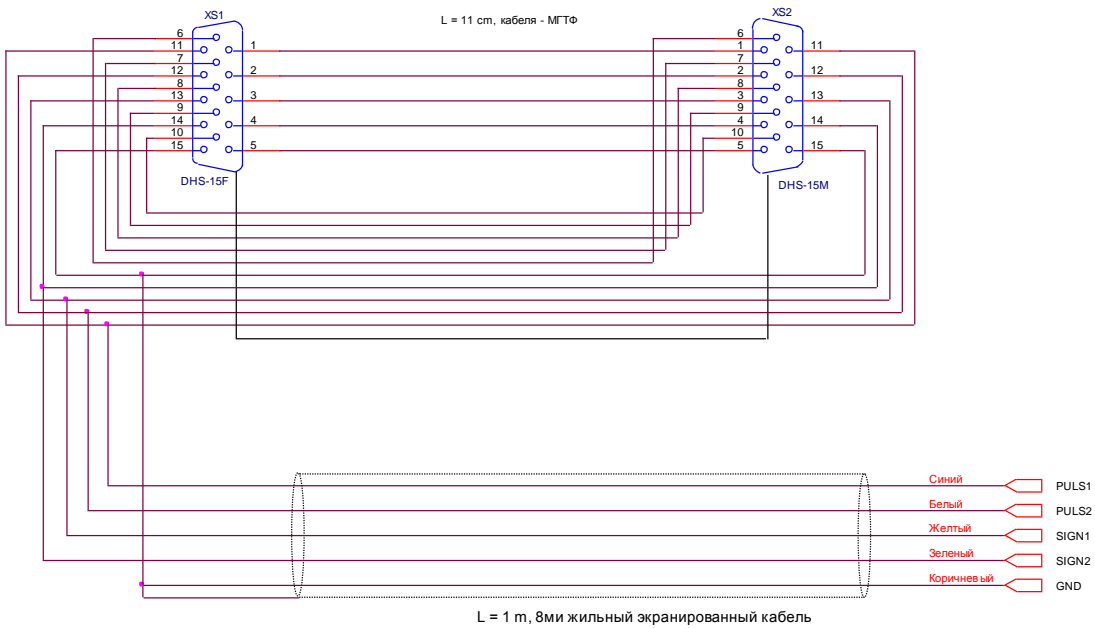 XS1
L = 11 cm, кабеля - МГТФ
XS2
6
11
7
12
8
13
9
14
10
15
1
2
3
4
5
6
1
7
2
8
3
9
4
10
5
11
12
13
14
15
DHS-15F
DHS-15M
Синий PULS1
Белый PULS2
Желтый SIGN1
Зеленый SIGN2
Коричневый GND
L = 1 m, 8ми жильный экранированный кабель